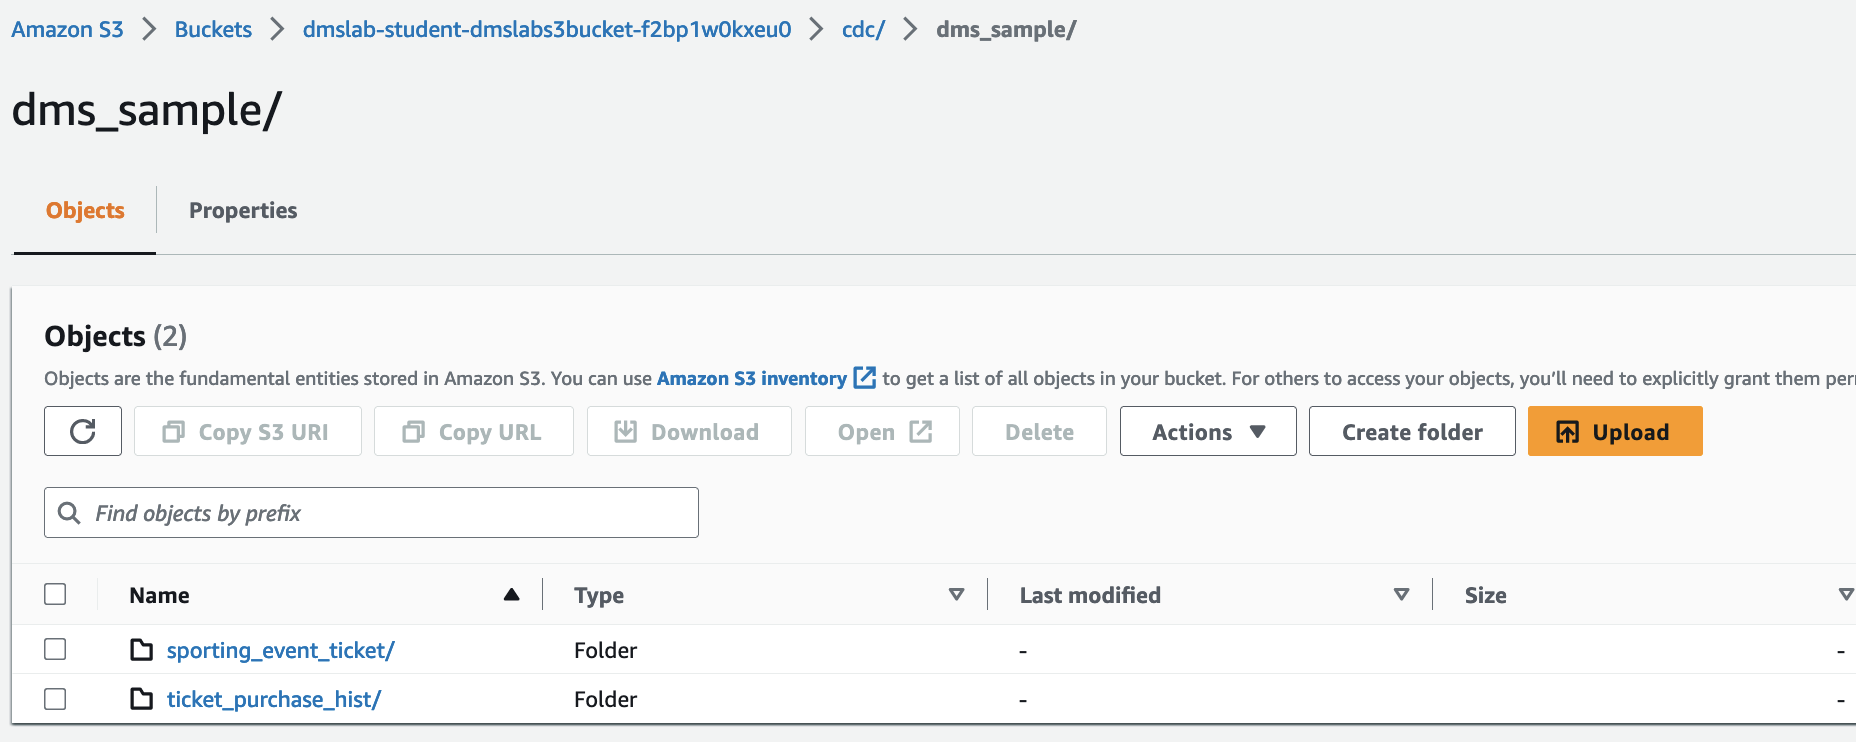 Amazon S3 > Buckets > dmslab-student-dmslabs3bucket-f2bp1w0kxeu0 > cdc/ > dms_sample/
dms_sample/
Objects Properties
Objects (2)
Objects are the fundamental entities stored in Amazon S3. You can use Amazon S3 inventory to get a list of all objects in your bucket. For others to access your objects, you'll need to explicitly grant them
Copy S3 URI Copy URL Download Open Delete Actions Create folder Upload
Find objects by prefix
Name Type Last modified Size
sporting_event_ticket/ Folder - -
ticket_purchase_hist/ Folder - -